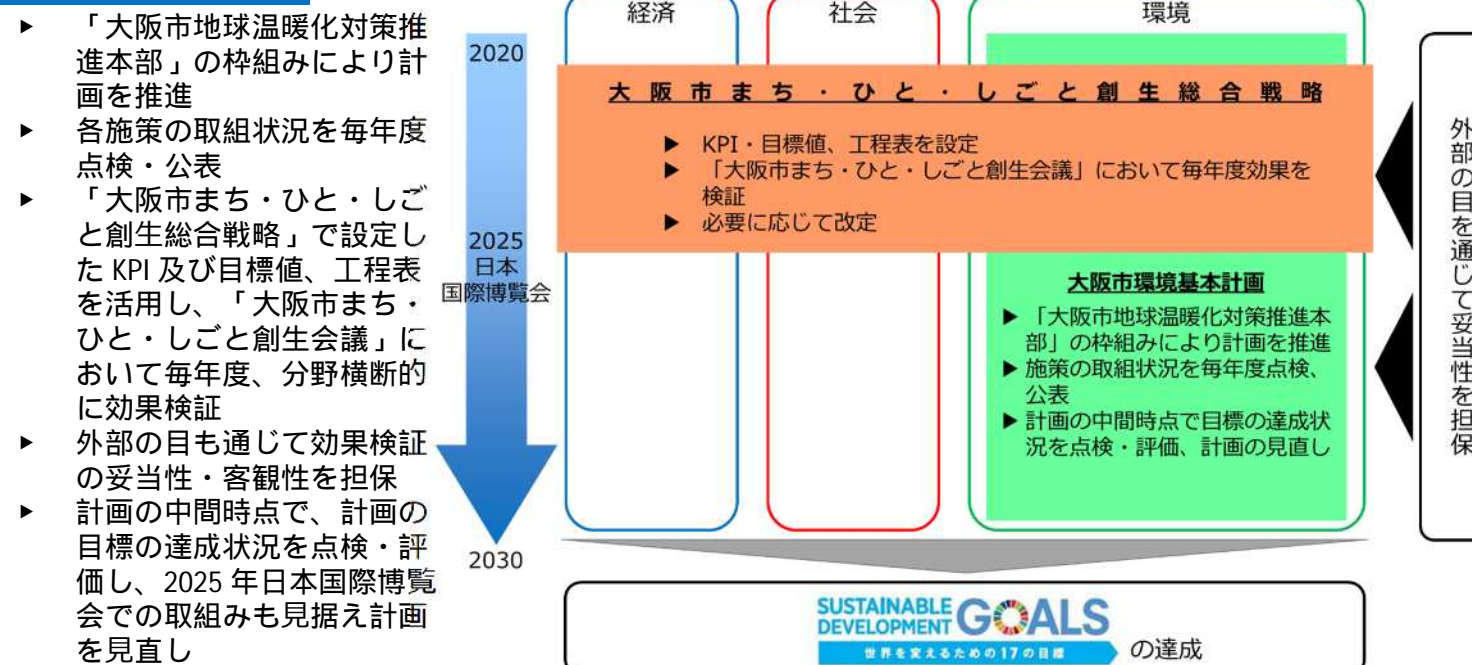 ▶ 「大阪市地球温暖化対策推
進本部」の枠組みにより計
画を推進
▶ 各施策の取組状況を毎年度
点検・公表
▶ 「大阪市まち・ひと・しご
と創生総合戦略」で設定し
た KPI 及び目標値、工程表
を活用し、「大阪市まち・
ひと・しごと創生会議」に
おいて毎年度、分野横断的
に効果検証
▶ 外部の目も通じて効果検証
の妥当性・客観性を担保
▶ 計画の中間時点で、計画の
目標の達成状況を点検・評
価し、2025 年日本国際博覧
会での取組みも見据え計画
を見直し
2020
2025
日本
国際博覧会
2030
経済
社会
環境
大阪市まち・ひと・しごと創生総合戦略
▶ KPI・目標値、工程表を設定
▶ 「大阪市まち・ひと・しごと創生会議」において毎年度効果を
検証
▶ 必要に応じて改定
大阪市環境基本計画
▶ 「大阪市地球温暖化対策推進本
部」の枠組みにより計画を推進
▶ 施策の取組状況を毎年度点検、
公表
▶ 計画の中間時点で目標の達成状
況を点検・評価、計画の見直し
外部の目を通じて妥当性を担保
SUSTAINABLE
DEVELOPMENT GOALS
世界を変えるための17の目標
の達成